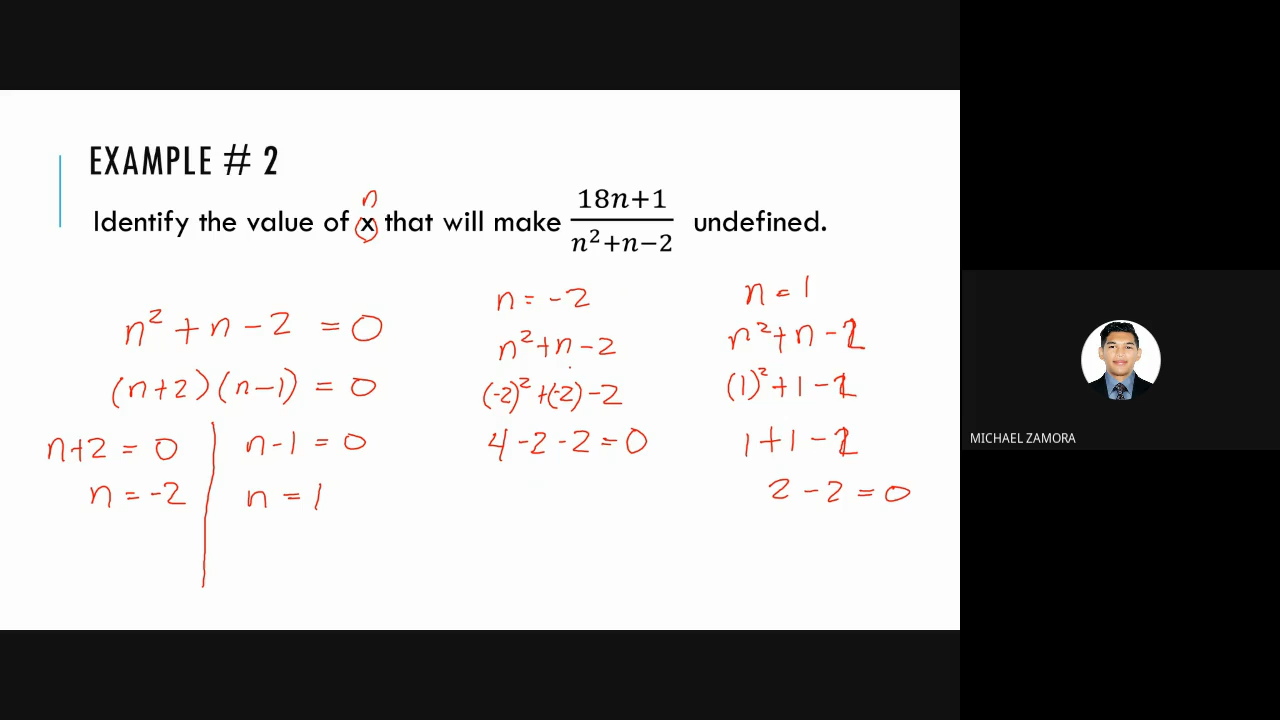 EXAMPLE # 2
n
Identify the value of x that will make (18n+1)/(n²+n−2) undefined.
n² + n − 2 = 0
(n+2)(n−1) = 0
n+2 = 0 | n−1 = 0
n = −2 | n = 1
n = −2
n²+n−2
(−2)²+(−2)−2
4−2−2=0
n = 1
n²+n−2
(1)²+1−2
1+1−2
2−2=0
MICHAEL ZAMORA